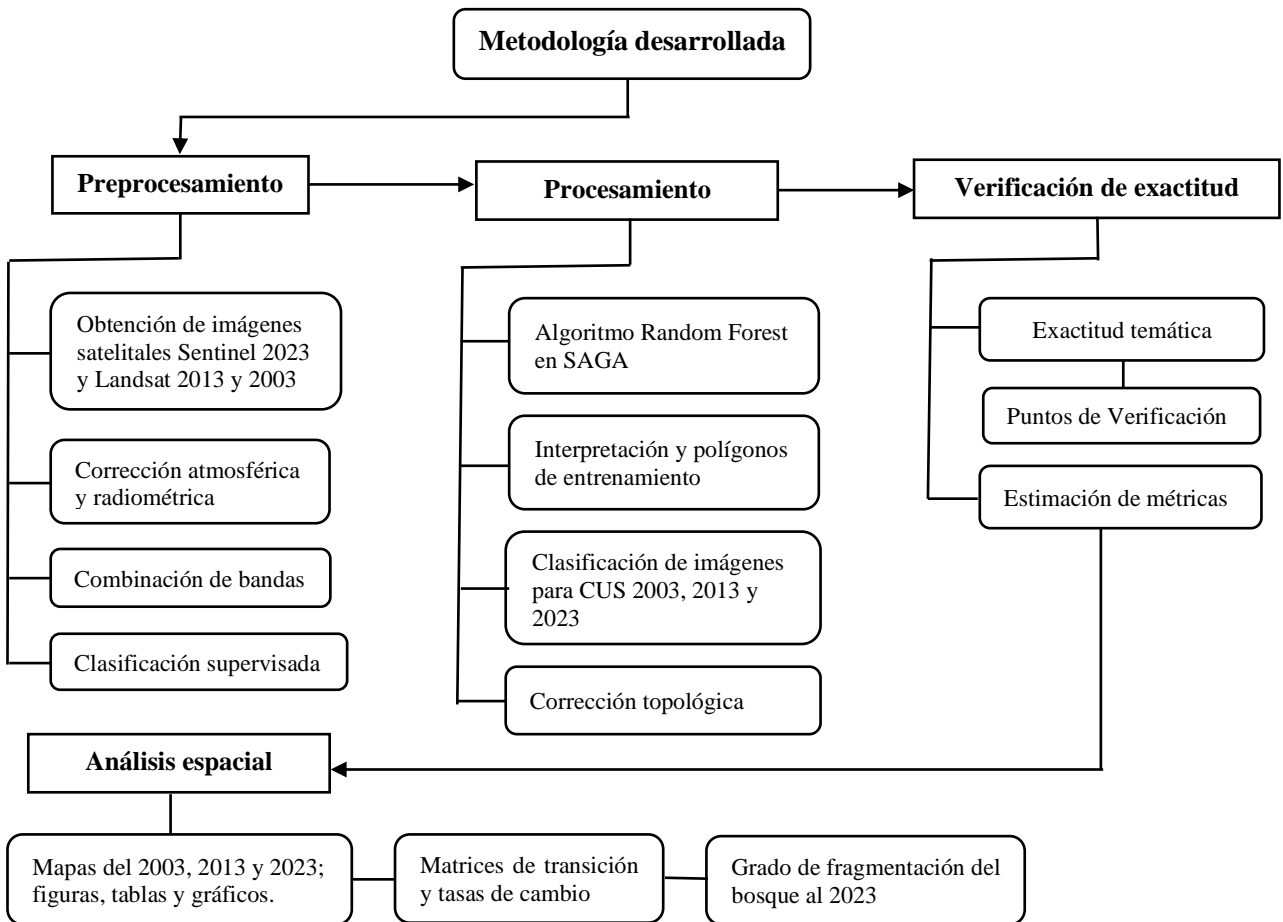 Metodología desarrollada
Preprocesamiento
Procesamiento
Verificación de exactitud
Obtención de imágenes
satelitales Sentinel 2023
y Landsat 2013 y 2003
Corrección atmosférica
y radiométrica
Combinación de bandas
Clasificación supervisada
Algoritmo Random Forest
en SAGA
Interpretación y polígonos
de entrenamiento
Clasificación de imágenes
para CUS 2003, 2013 y
2023
Corrección topológica
Exactitud temática
Puntos de Verificación
Estimación de métricas
Análisis espacial
Mapas del 2003, 2013 y 2023;
figuras, tablas y gráficos.
Matrices de transición
y tasas de cambio
Grado de fragmentación del
bosque al 2023